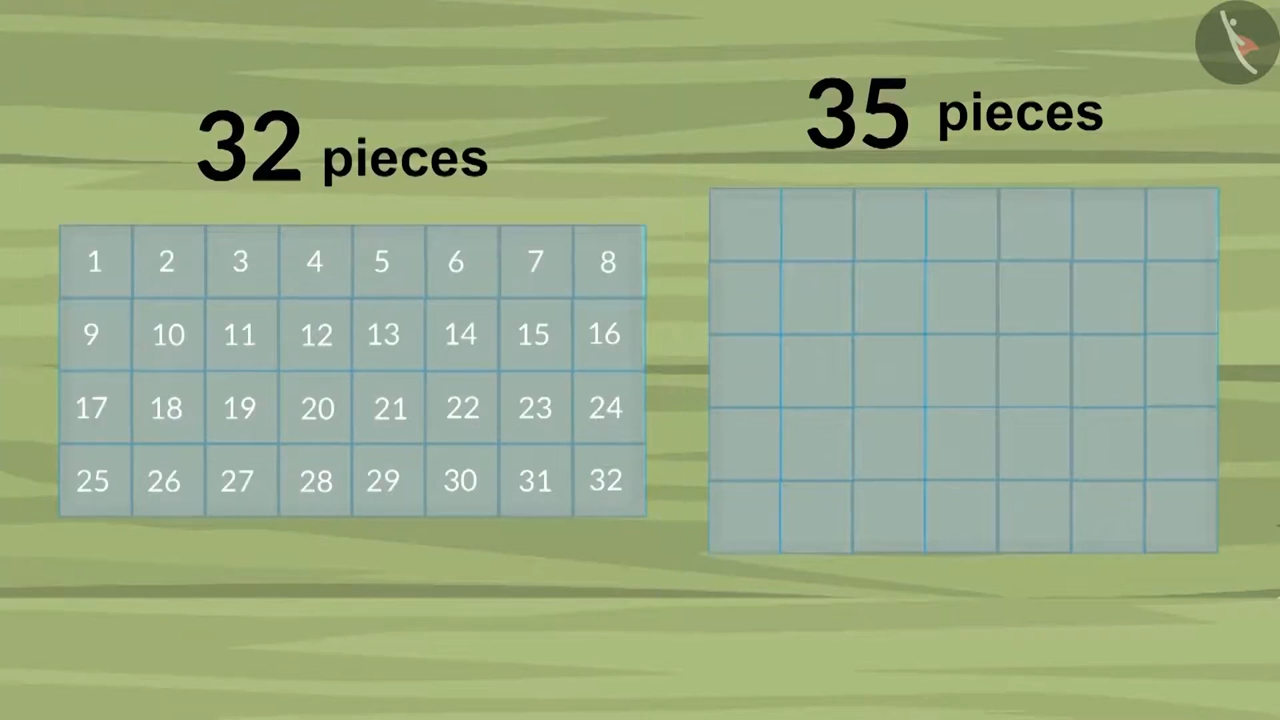 32 pieces
1 2 3 4 5 6 7 8
9 10 11 12 13 14 15 16
17 18 19 20 21 22 23 24
25 26 27 28 29 30 31 32
35 pieces